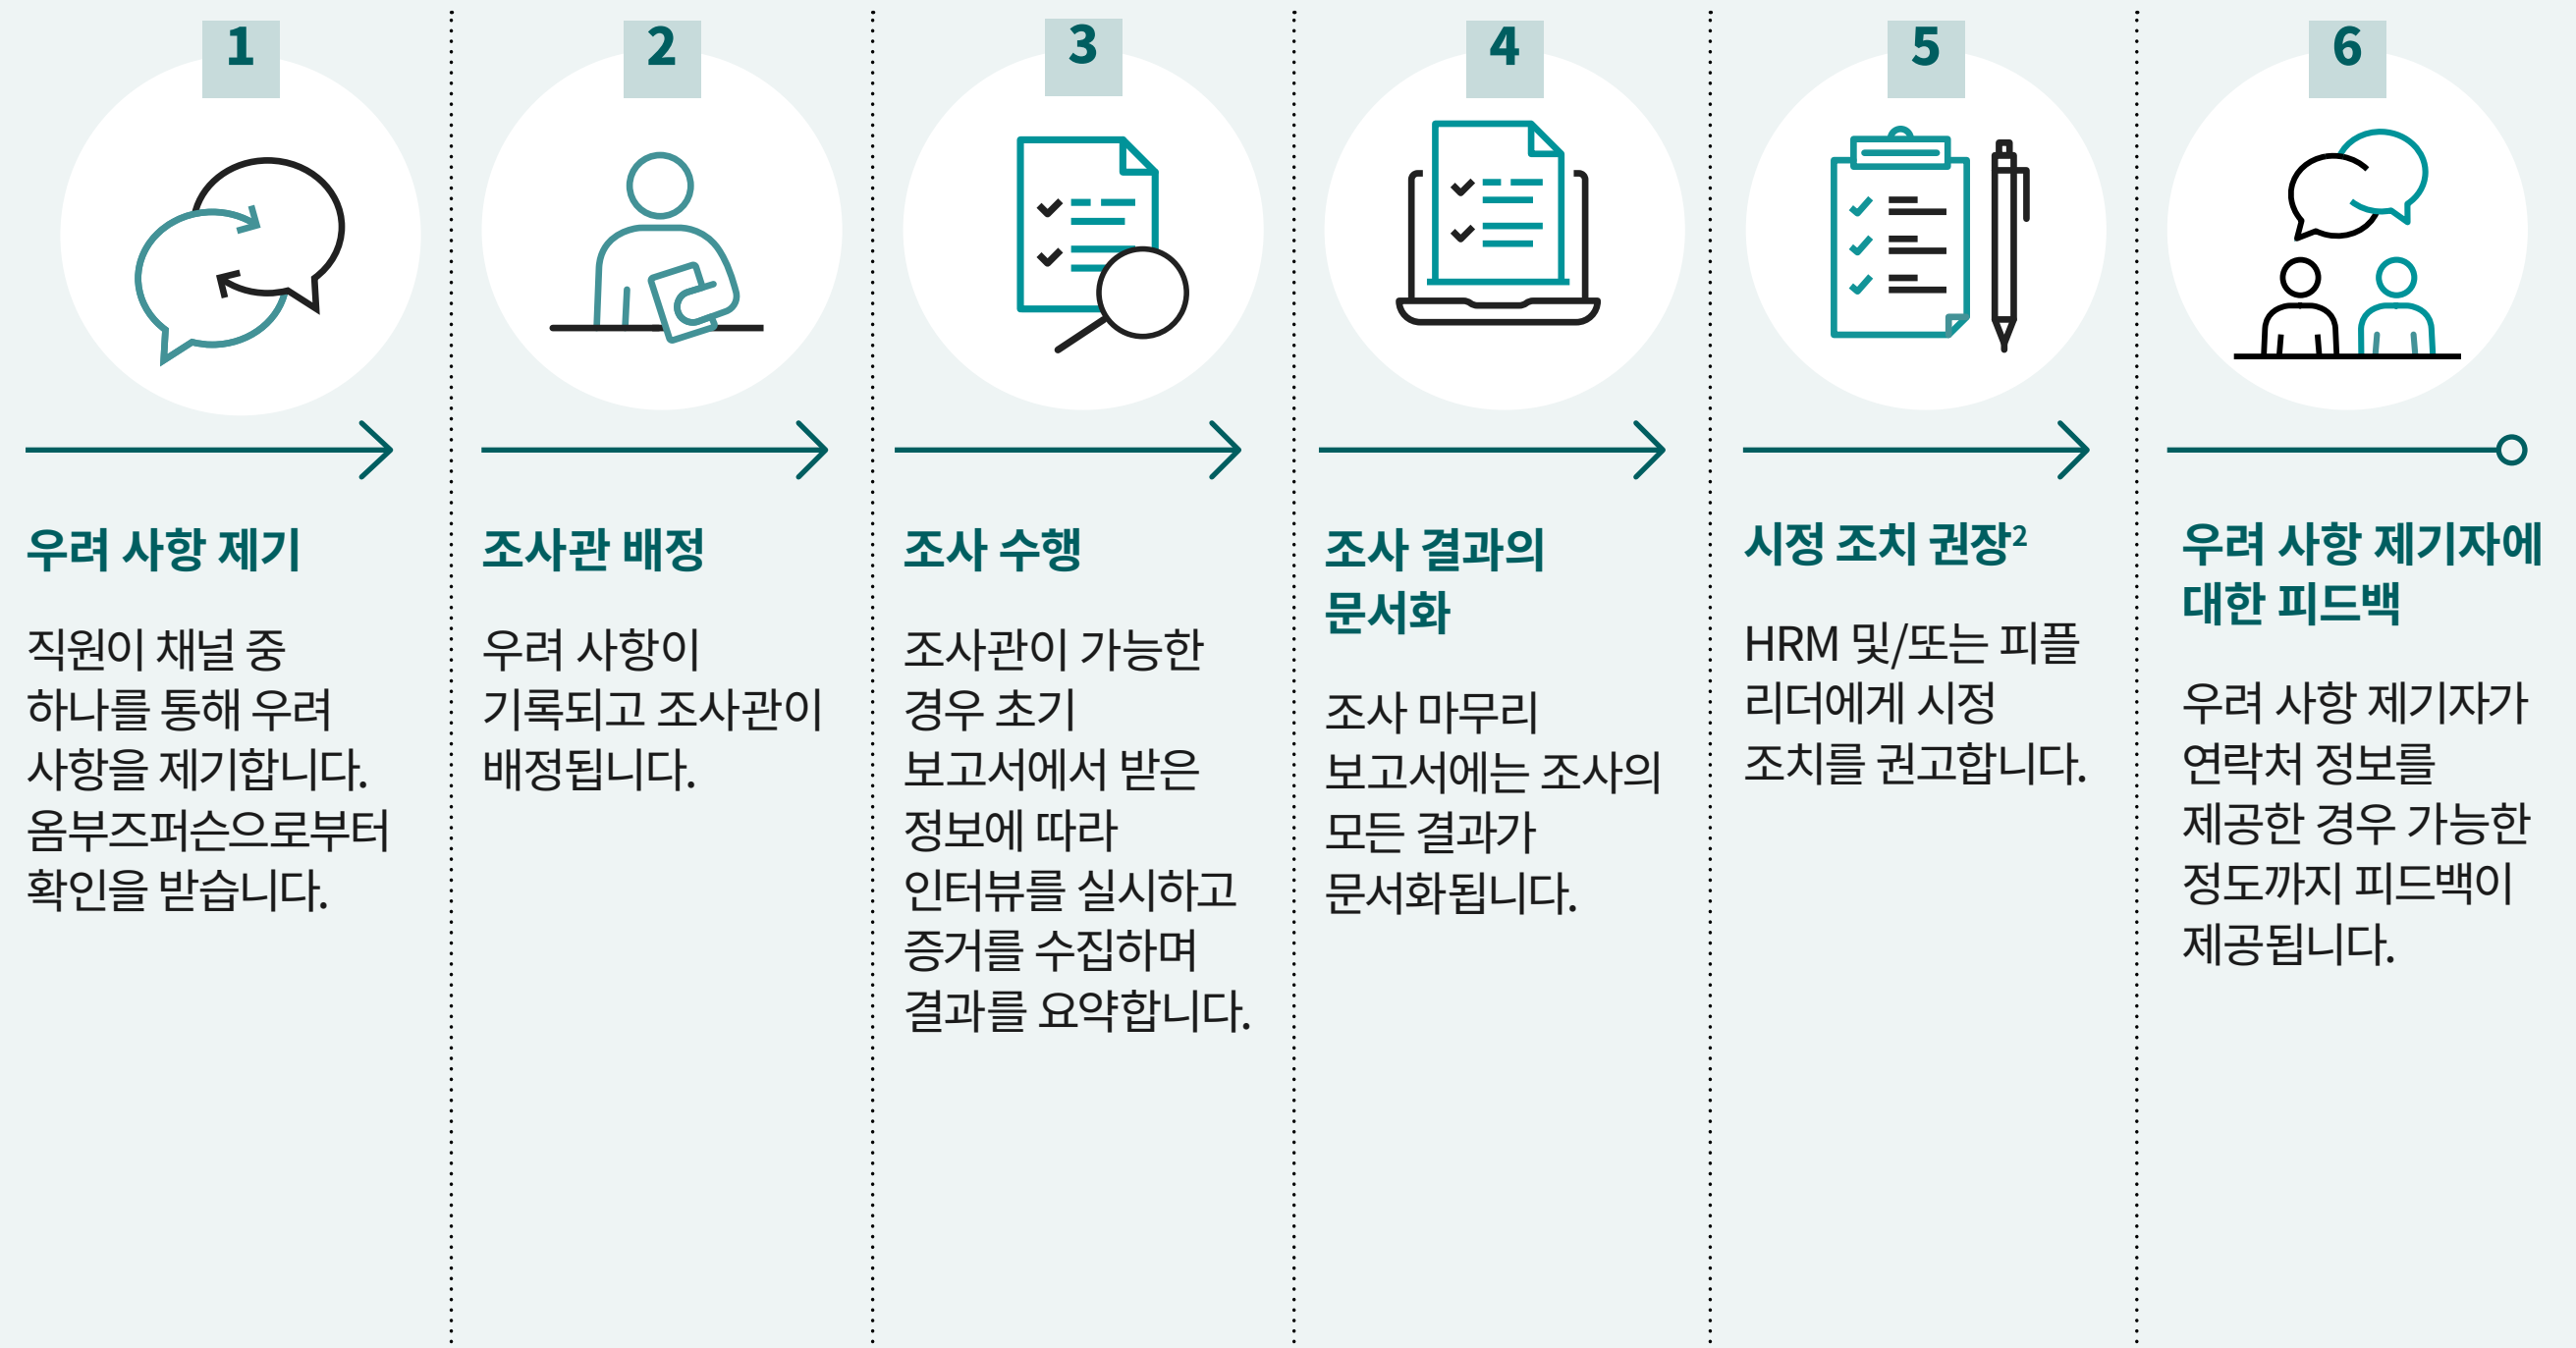 1
우려 사항 제기
직원이 채널 중
하나를 통해 우려
사항을 제기합니다.
옴부즈퍼슨으로부터
확인을 받습니다.
2
조사관 배정
우려 사항이
기록되고 조사관이
배정됩니다.
3
조사 수행
조사관이 가능한
경우 초기
보고서에서 받은
정보에 따라
인터뷰를 실시하고
증거를 수집하며
결과를 요약합니다.
4
조사 결과의
문서화
조사 마무리
보고서에는 조사의
모든 결과가
문서화됩니다.
5
시정 조치 권장²
HRM 및/또는 피플
리더에게 시정
조치를 권고합니다.
6
우려 사항 제기자에
대한 피드백
우려 사항 제기자가
연락처 정보를
제공한 경우 가능한
정도까지 피드백이
제공됩니다.